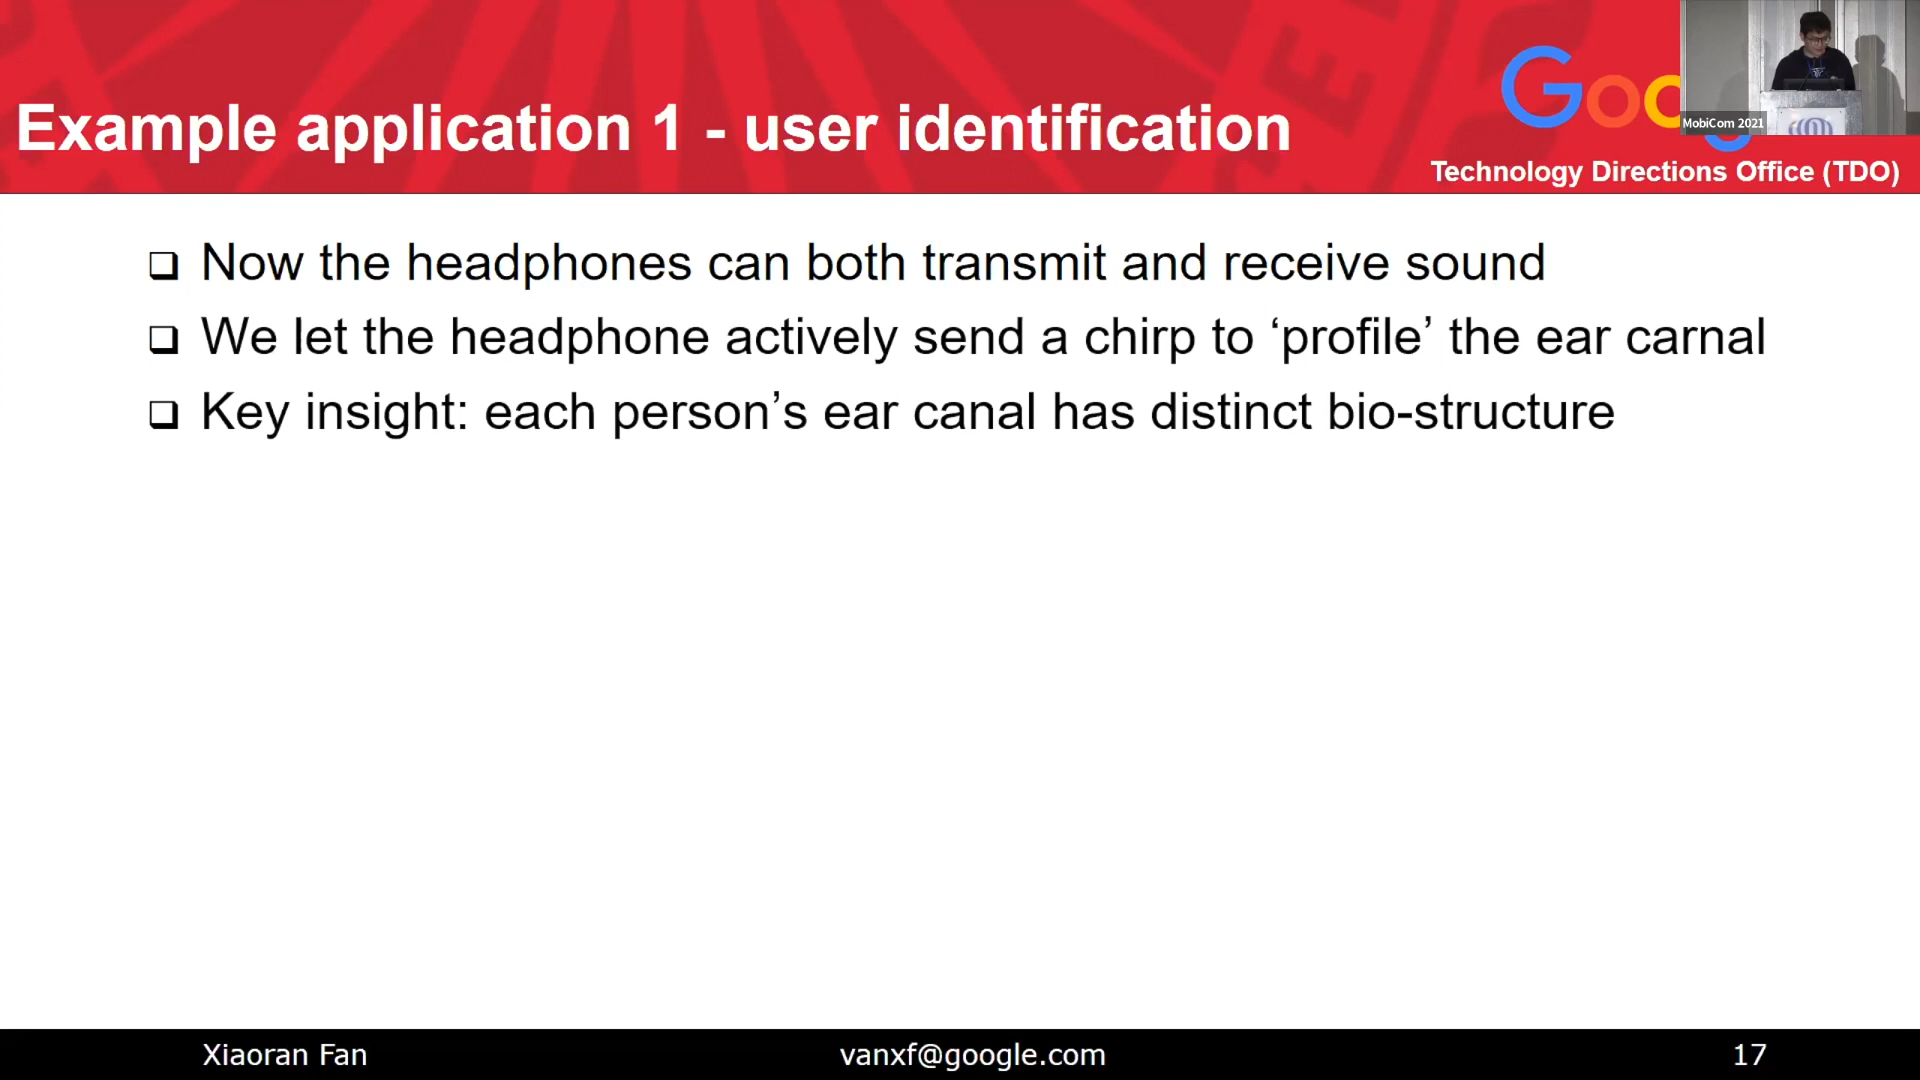 Example application 1 - user identification
Goo
MobiCom 2021
Technology Directions Office (TDO)
❑ Now the headphones can both transmit and receive sound
❑ We let the headphone actively send a chirp to ‘profile’ the ear carnal
❑ Key insight: each person’s ear canal has distinct bio-structure
Xiaoran Fan
vanxf@google.com
17